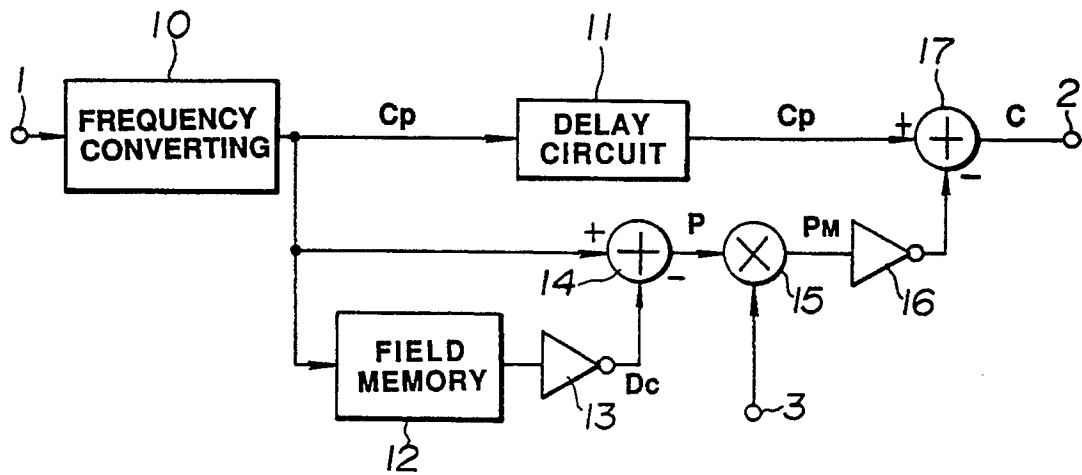 10
11
17
1
2
FREQUENCY
CONVERTING
Cp
DELAY
CIRCUIT
Cp
+
C
-
+
14
-
P
15
PM
16
FIELD
MEMORY
12
13
Dc
3